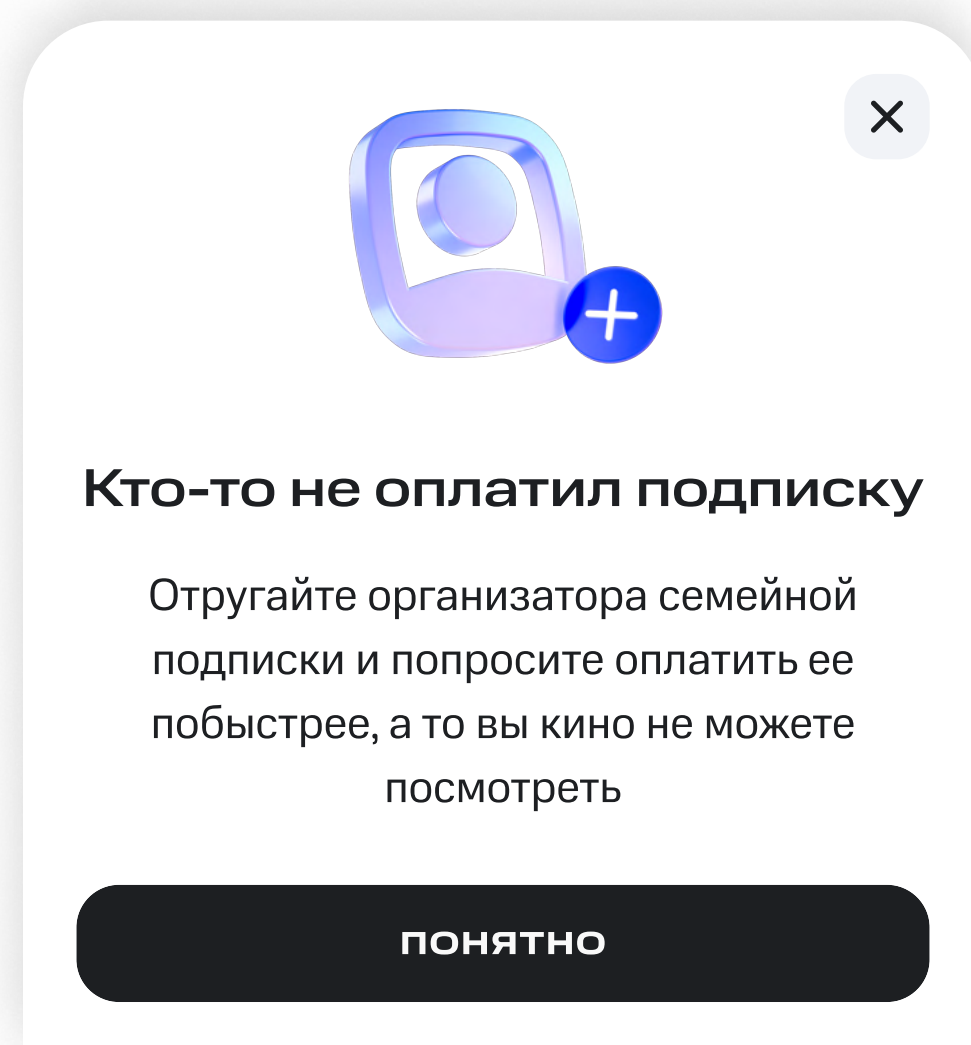 Кто-то не оплатил подписку
Отругайте организатора семейной
подписки и попросите оплатить ее
побыстрее, а то вы кино не можете
посмотреть
ПОНЯТНО